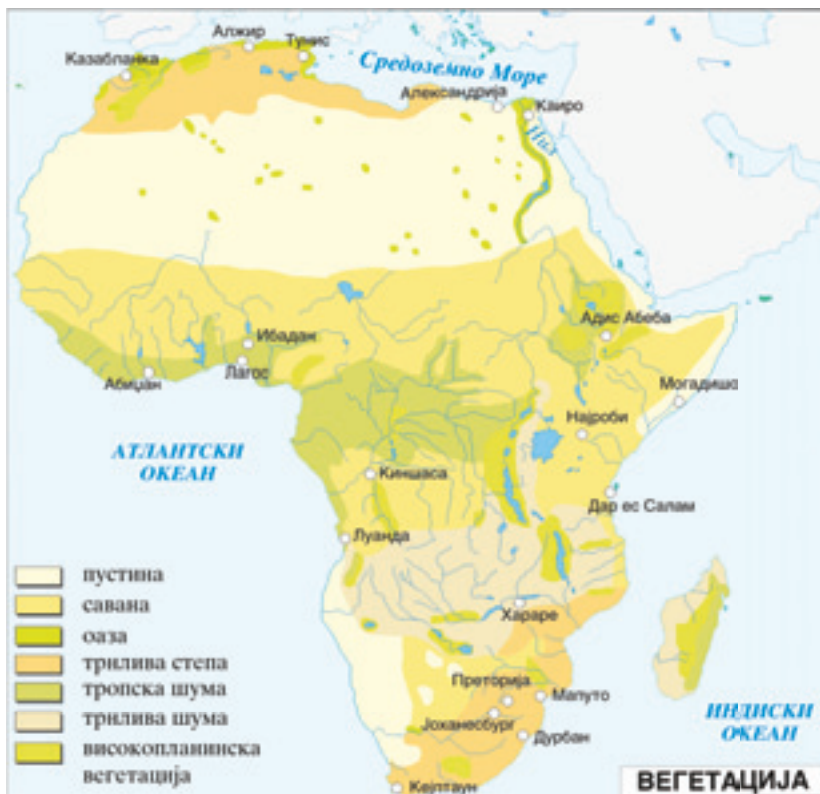 Алжир
Тунис
Казабланка
Средоземно Море
Александрија
Каиро
Нил
Адис Абеба
Ибадан
Лагос
Абиџан
Могадишо
Најроби
АТЛАНТСКИ
ОКЕАН
Киншаса
Дар ес Салам
Луанда
пустина
савана
оаза
трнлива степа
тропска шума
трнлива шума
високопланинска
вегетација
Хараре
Преторија
Мапуто
Јоханесбург
Дурбан
Кејптаун
ИНДИСКИ
ОКЕАН
ВЕГЕТАЦИЈА